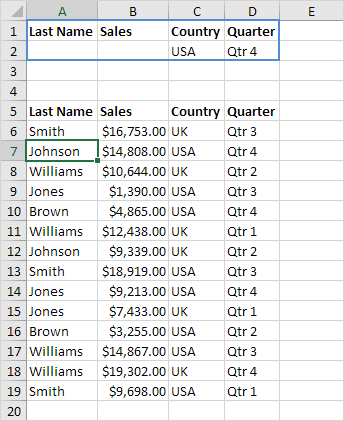 A B C D E
1 Last Name Sales Country Quarter
2 USA Qtr 4
3
4
5 Last Name Sales Country Quarter
6 Smith $16,753.00 UK Qtr 3
7 Johnson $14,808.00 USA Qtr 4
8 Williams $10,644.00 UK Qtr 2
9 Jones $1,390.00 USA Qtr 3
10 Brown $4,865.00 USA Qtr 4
11 Williams $12,438.00 UK Qtr 1
12 Johnson $9,339.00 UK Qtr 2
13 Smith $18,919.00 USA Qtr 3
14 Jones $9,213.00 USA Qtr 4
15 Jones $7,433.00 UK Qtr 1
16 Brown $3,255.00 USA Qtr 2
17 Williams $14,867.00 USA Qtr 3
18 Williams $19,302.00 UK Qtr 4
19 Smith $9,698.00 USA Qtr 1
20